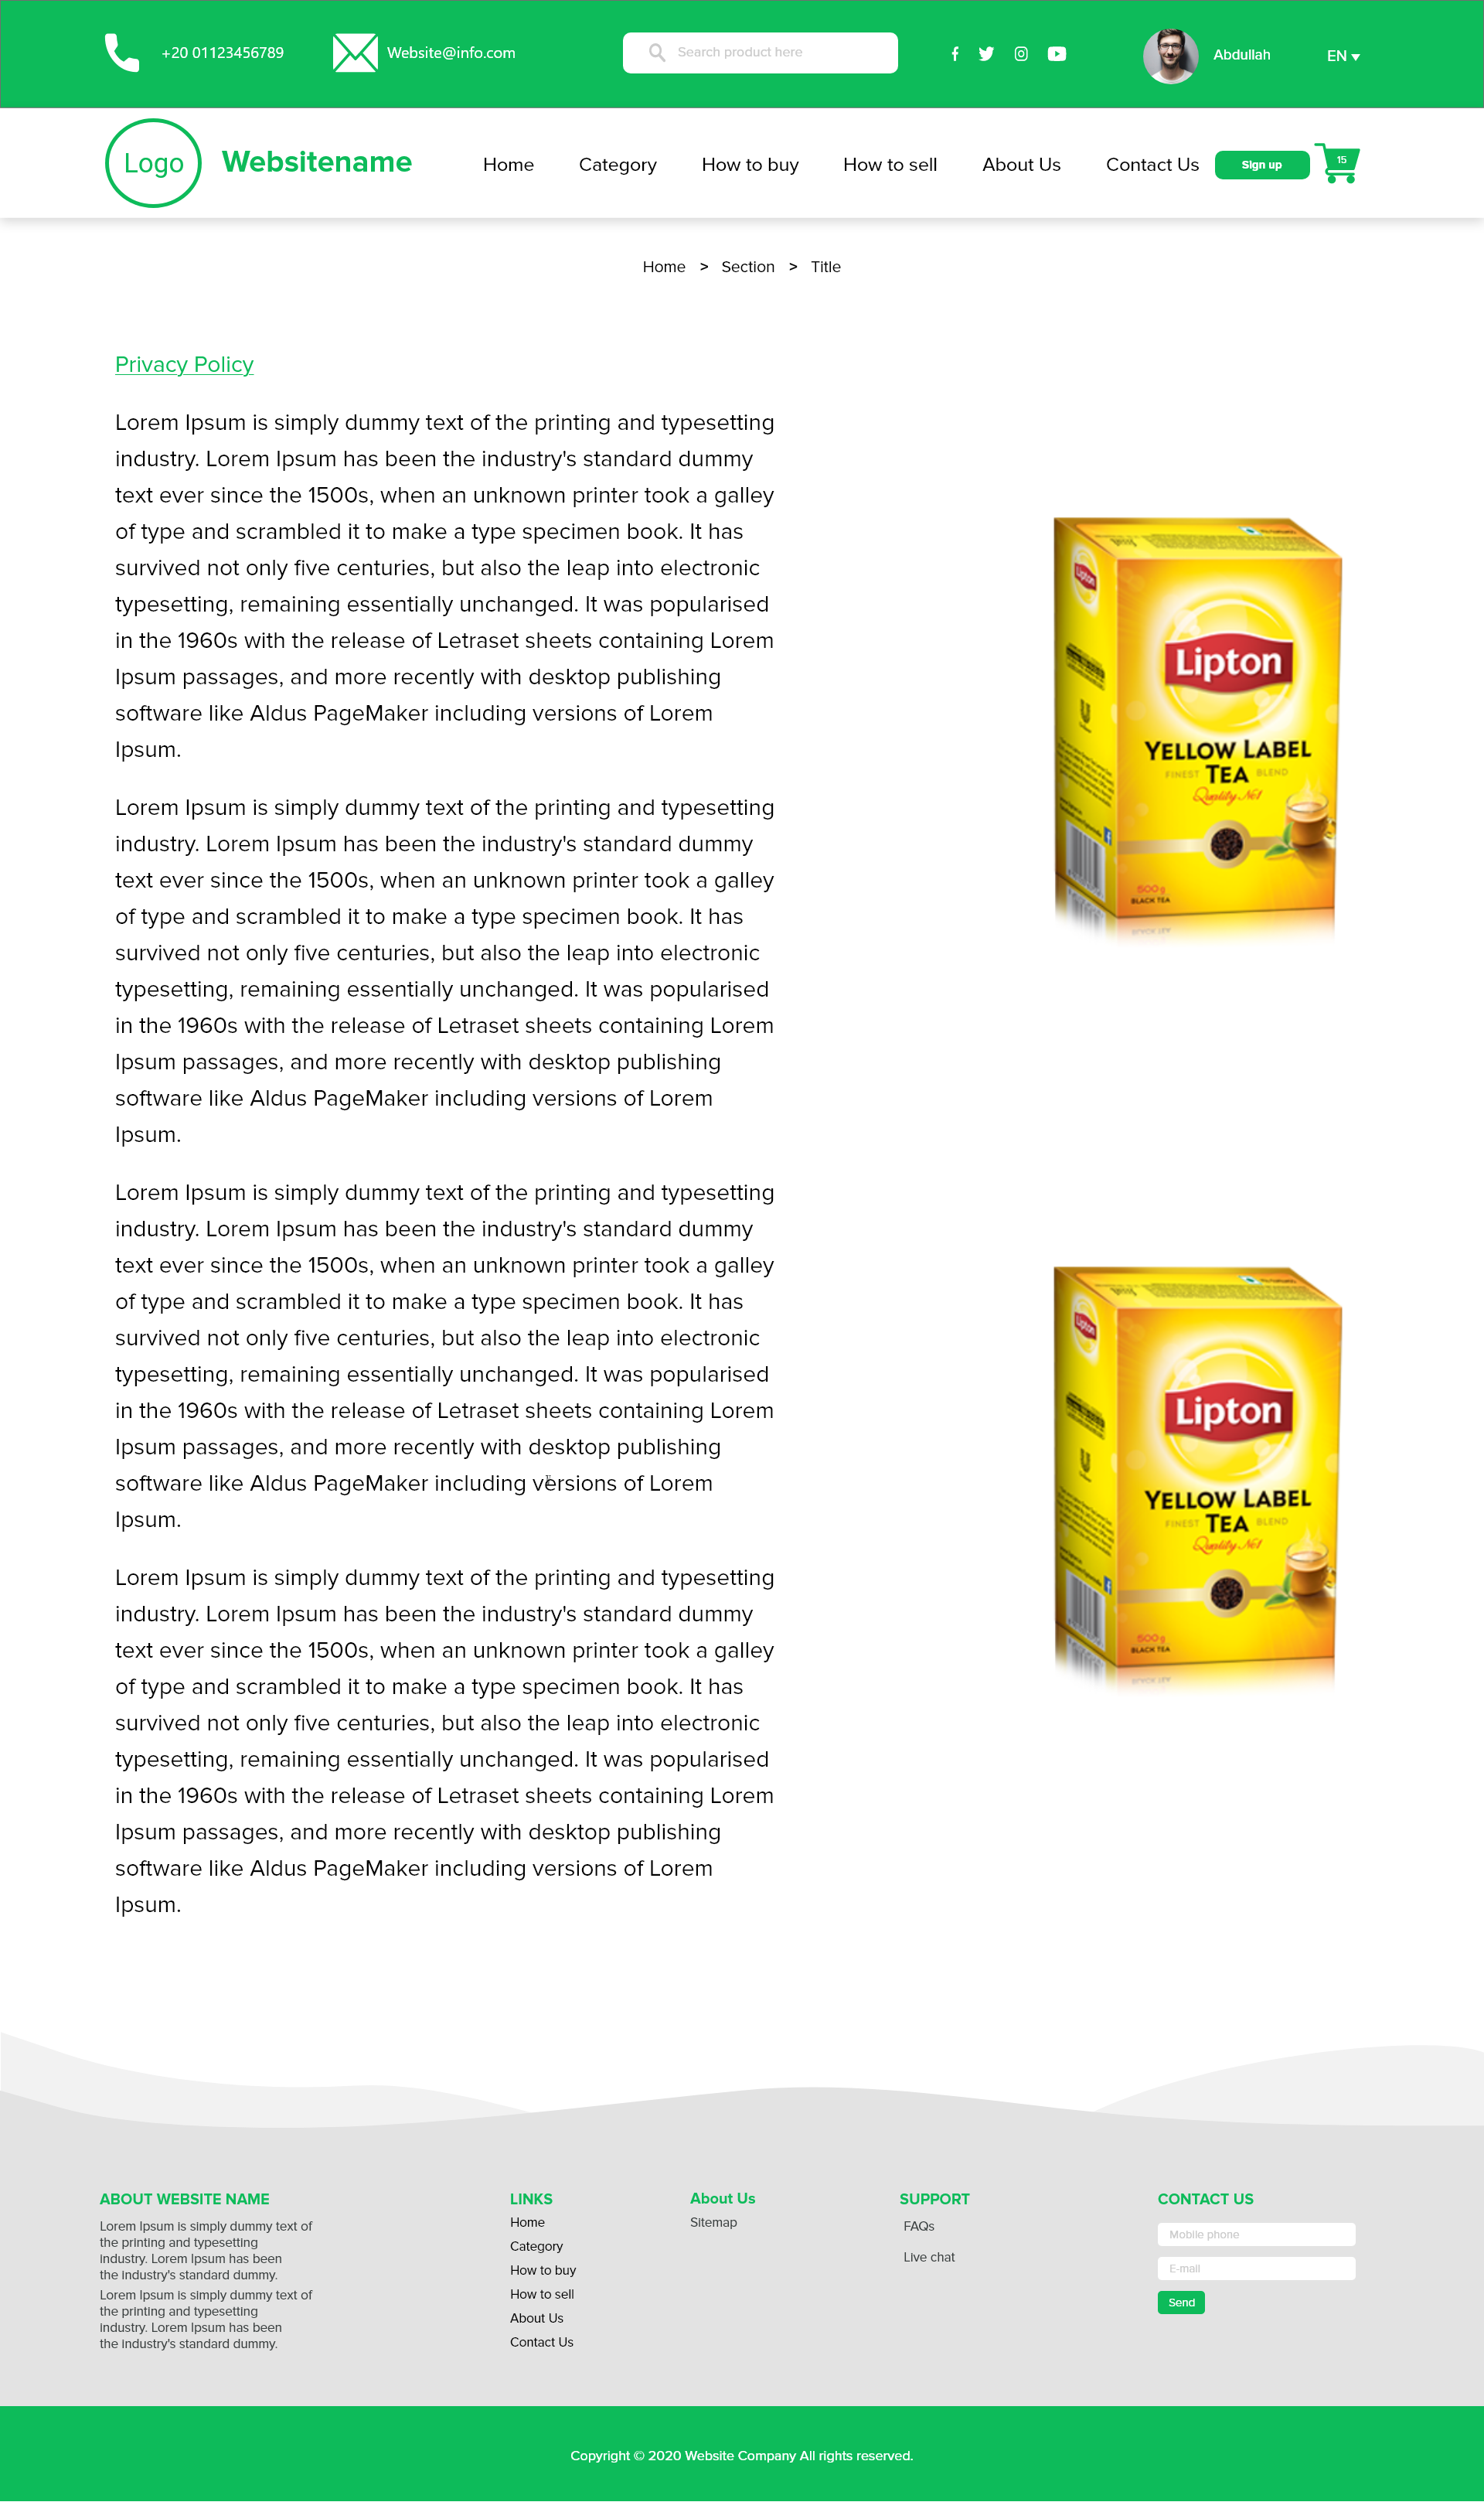 +20 01123456789
Website@info.com
Search product here
Abdullah
EN
Logo
Websitename
Home
Category
How to buy
How to sell
About Us
Contact Us
Sign up
15
Home > Section > Title
Privacy Policy
Lorem Ipsum is simply dummy text of the printing and typesetting
industry. Lorem Ipsum has been the industry's standard dummy
text ever since the 1500s, when an unknown printer took a galley
of type and scrambled it to make a type specimen book. It has
survived not only five centuries, but also the leap into electronic
typesetting, remaining essentially unchanged. It was popularised
in the 1960s with the release of Letraset sheets containing Lorem
Ipsum passages, and more recently with desktop publishing
software like Aldus PageMaker including versions of Lorem
Ipsum.
Lorem Ipsum is simply dummy text of the printing and typesetting
industry. Lorem Ipsum has been the industry's standard dummy
text ever since the 1500s, when an unknown printer took a galley
of type and scrambled it to make a type specimen book. It has
survived not only five centuries, but also the leap into electronic
typesetting, remaining essentially unchanged. It was popularised
in the 1960s with the release of Letraset sheets containing Lorem
Ipsum passages, and more recently with desktop publishing
software like Aldus PageMaker including versions of Lorem
Ipsum.
Lorem Ipsum is simply dummy text of the printing and typesetting
industry. Lorem Ipsum has been the industry's standard dummy
text ever since the 1500s, when an unknown printer took a galley
of type and scrambled it to make a type specimen book. It has
survived not only five centuries, but also the leap into electronic
typesetting, remaining essentially unchanged. It was popularised
in the 1960s with the release of Letraset sheets containing Lorem
Ipsum passages, and more recently with desktop publishing
software like Aldus PageMaker including versions of Lorem
Ipsum.
Lorem Ipsum is simply dummy text of the printing and typesetting
industry. Lorem Ipsum has been the industry's standard dummy
text ever since the 1500s, when an unknown printer took a galley
of type and scrambled it to make a type specimen book. It has
survived not only five centuries, but also the leap into electronic
typesetting, remaining essentially unchanged. It was popularised
in the 1960s with the release of Letraset sheets containing Lorem
Ipsum passages, and more recently with desktop publishing
software like Aldus PageMaker including versions of Lorem
Ipsum.
Lipton
Lipton
YELLOW LABEL
FINEST TEA BLEND
Quality No1
500g
BLACK TEA
Lipton
Lipton
YELLOW LABEL
FINEST TEA BLEND
Quality No1
500g
BLACK TEA
ABOUT WEBSITE NAME
Lorem Ipsum is simply dummy text of
the printing and typesetting
industry. Lorem Ipsum has been
the industry's standard dummy.
Lorem Ipsum is simply dummy text of
the printing and typesetting
industry. Lorem Ipsum has been
the industry's standard dummy.
LINKS
Home
Category
How to buy
How to sell
About Us
Contact Us
About Us
Sitemap
SUPPORT
FAQs
Live chat
CONTACT US
Mobile phone
E-mail
Send
Copyright © 2020 Website Company All rights reserved.